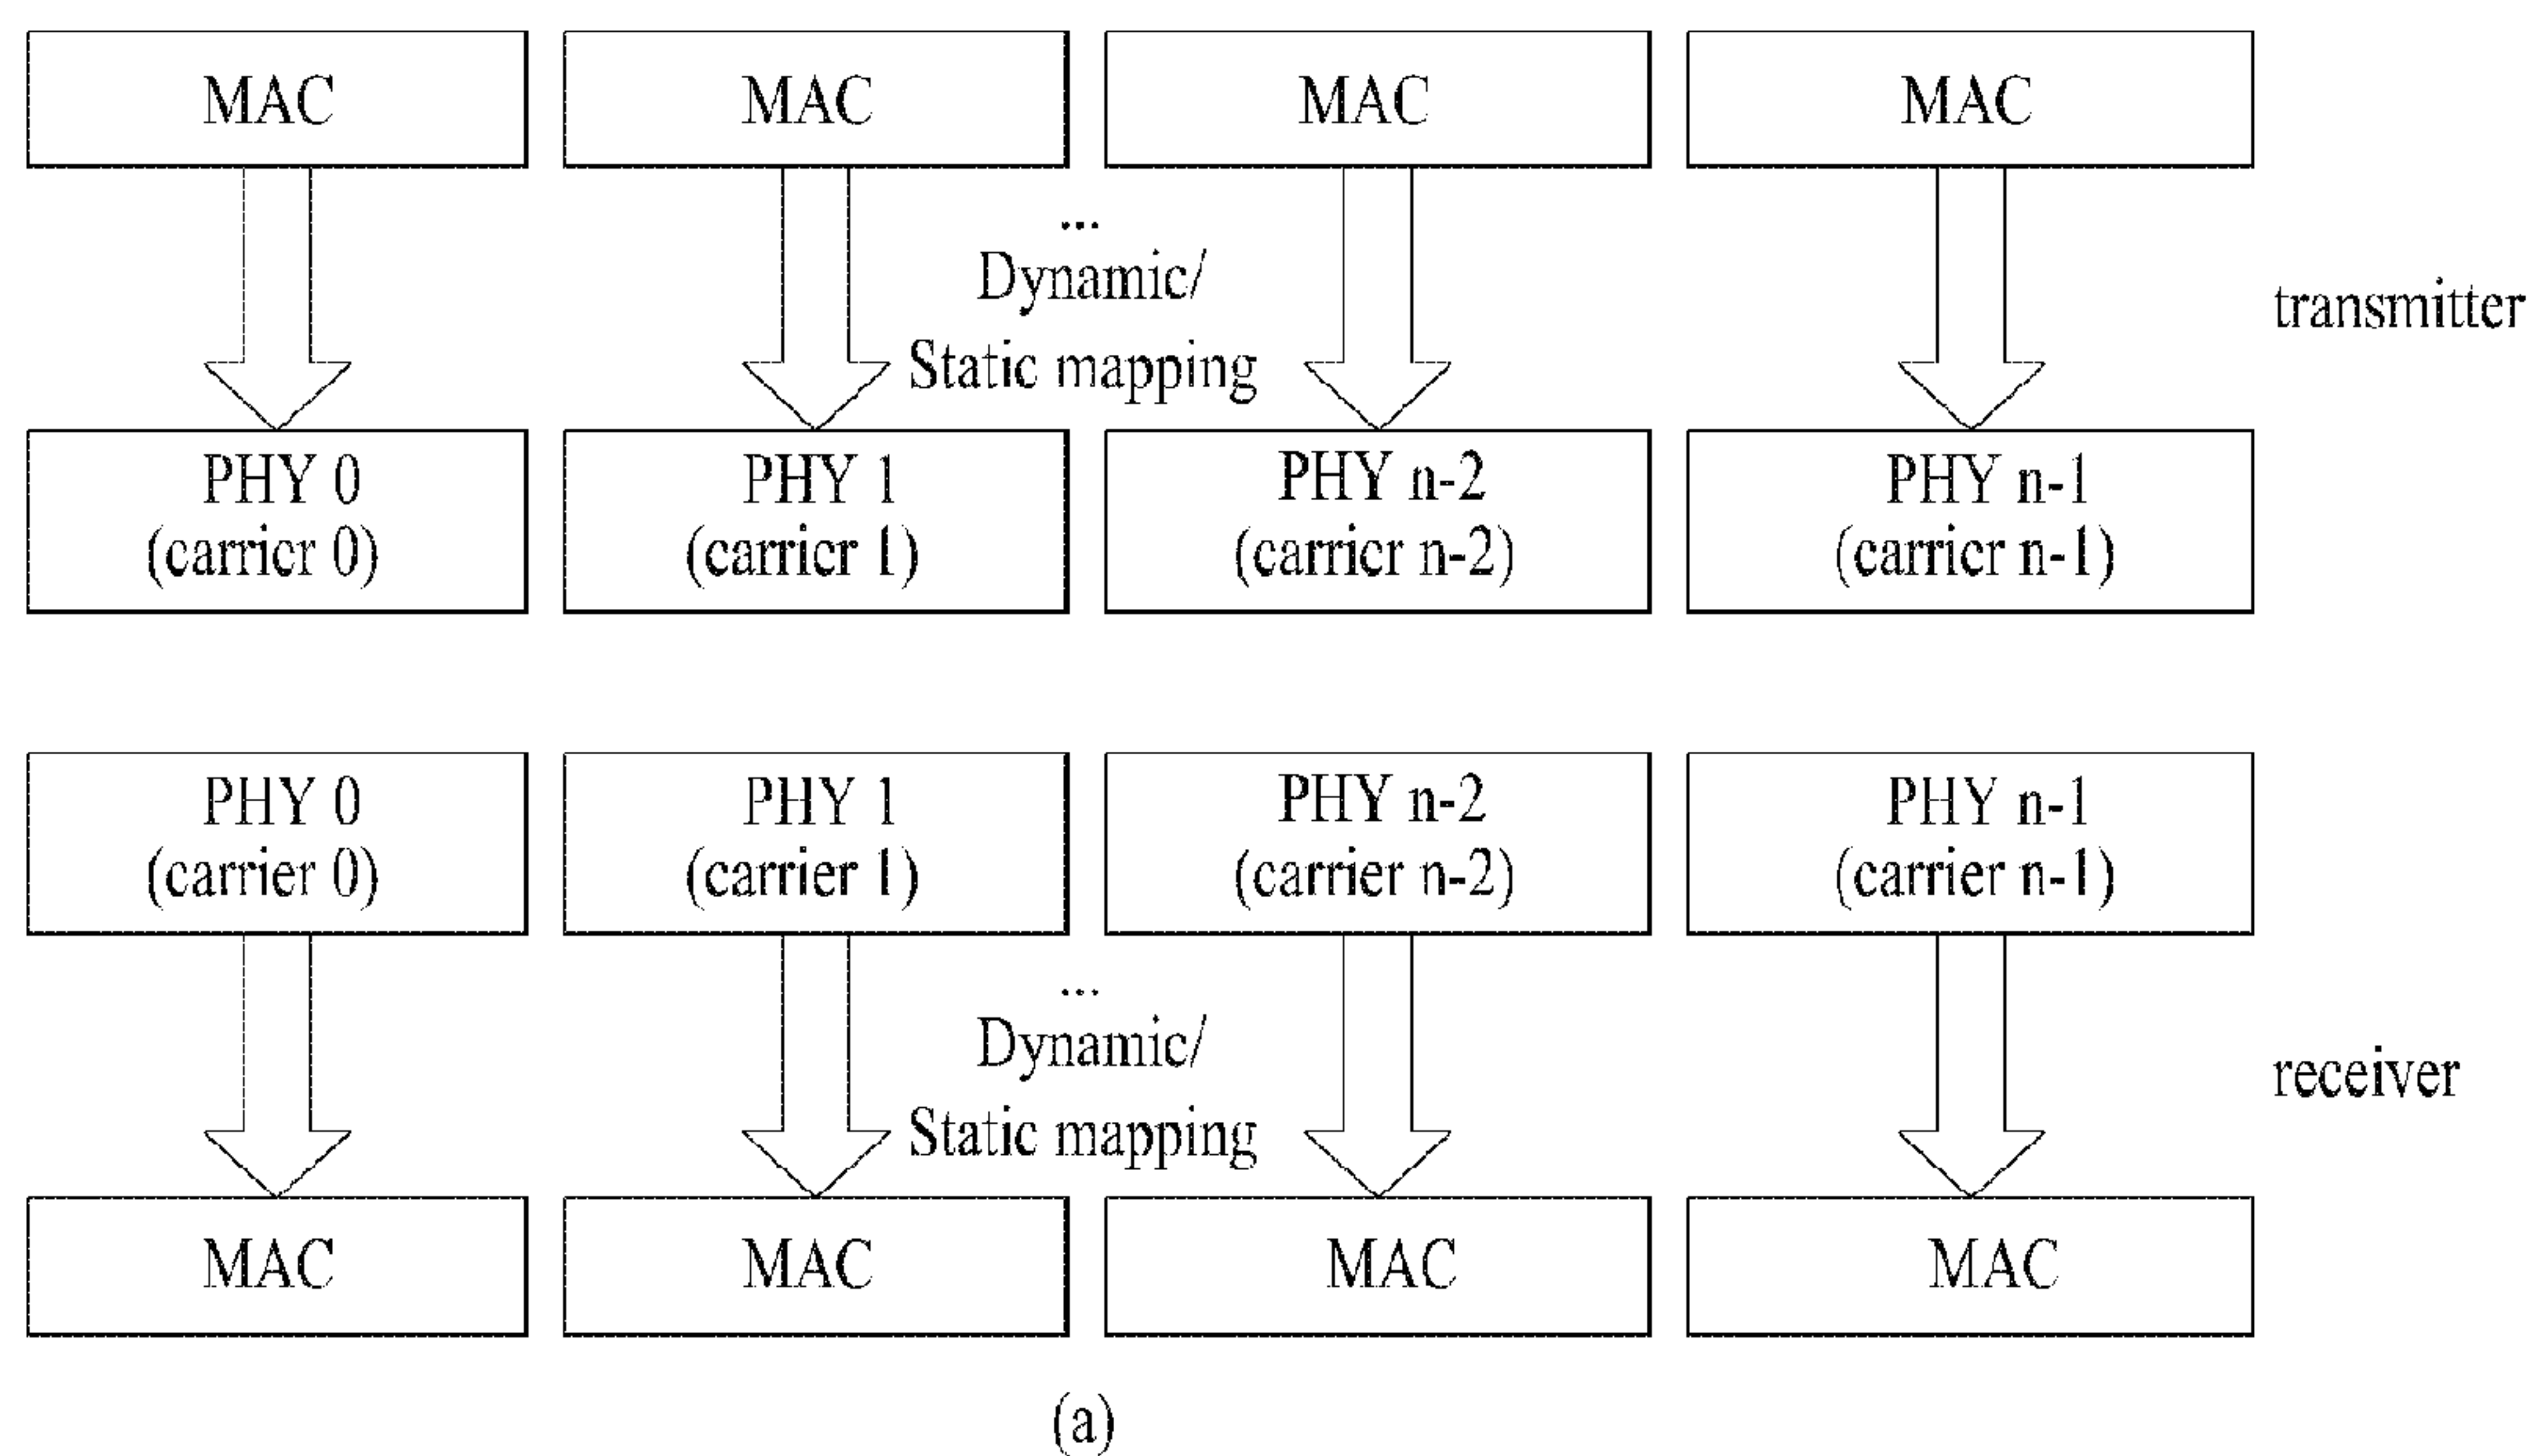 MAC
MAC
MAC
MAC
...
Dynamic/
Static mapping
transmitter
PHY 0
(carrier 0)
PHY 1
(carrier 1)
PHY n-2
(carrier n-2)
PHY n-1
(carrier n-1)
PHY 0
(carrier 0)
PHY 1
(carrier 1)
PHY n-2
(carrier n-2)
PHY n-1
(carrier n-1)
...
Dynamic/
Static mapping
receiver
MAC
MAC
MAC
MAC
(a)